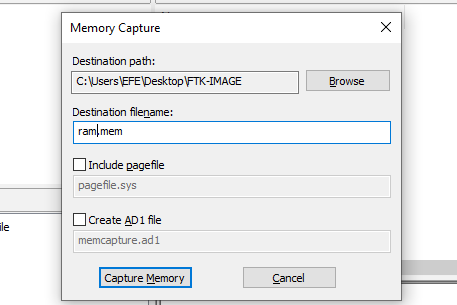 Memory Capture
Destination path:
C:\Users\EFE\Desktop\FTK-IMAGE
Browse
Destination filename:
ram.mem
Include pagefile
pagefile.sys
Create AD1 file
memcapture.ad1
Capture Memory
Cancel
ile